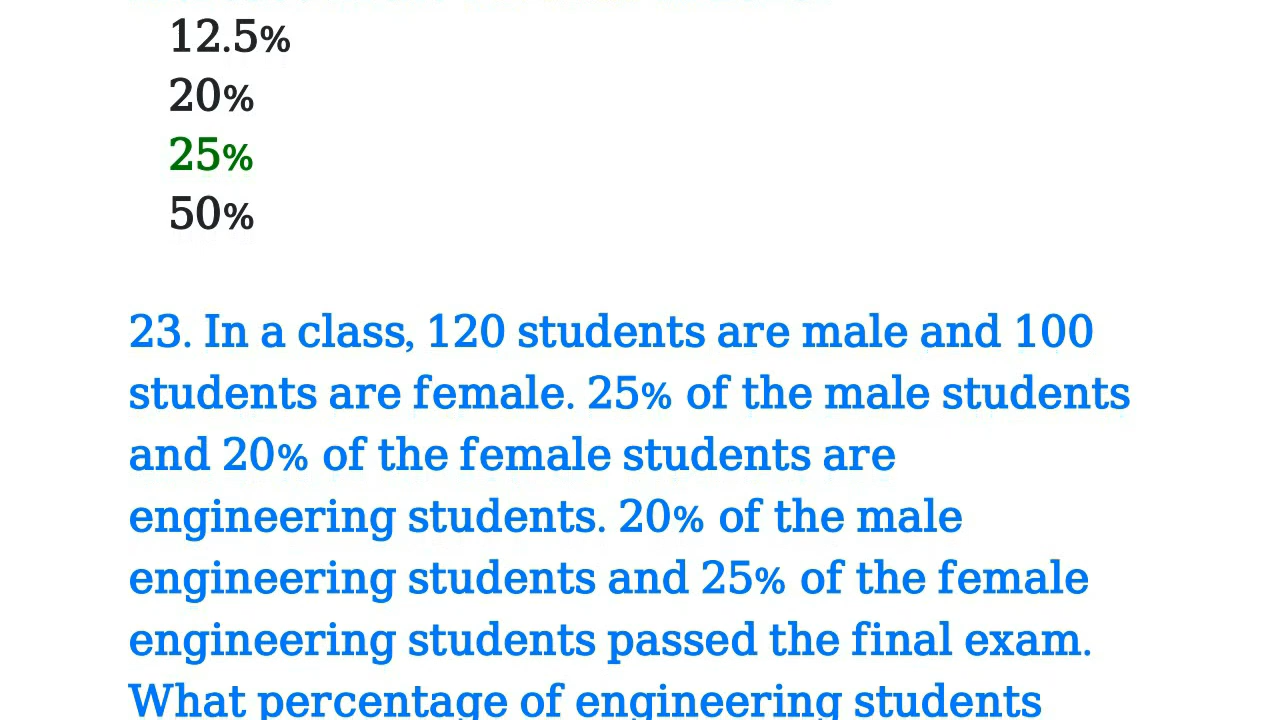 12.5%
20%
25%
50%
23. In a class, 120 students are male and 100
students are female. 25% of the male students
and 20% of the female students are
engineering students. 20% of the male
engineering students and 25% of the female
engineering students passed the final exam.
What percentage of engineering students